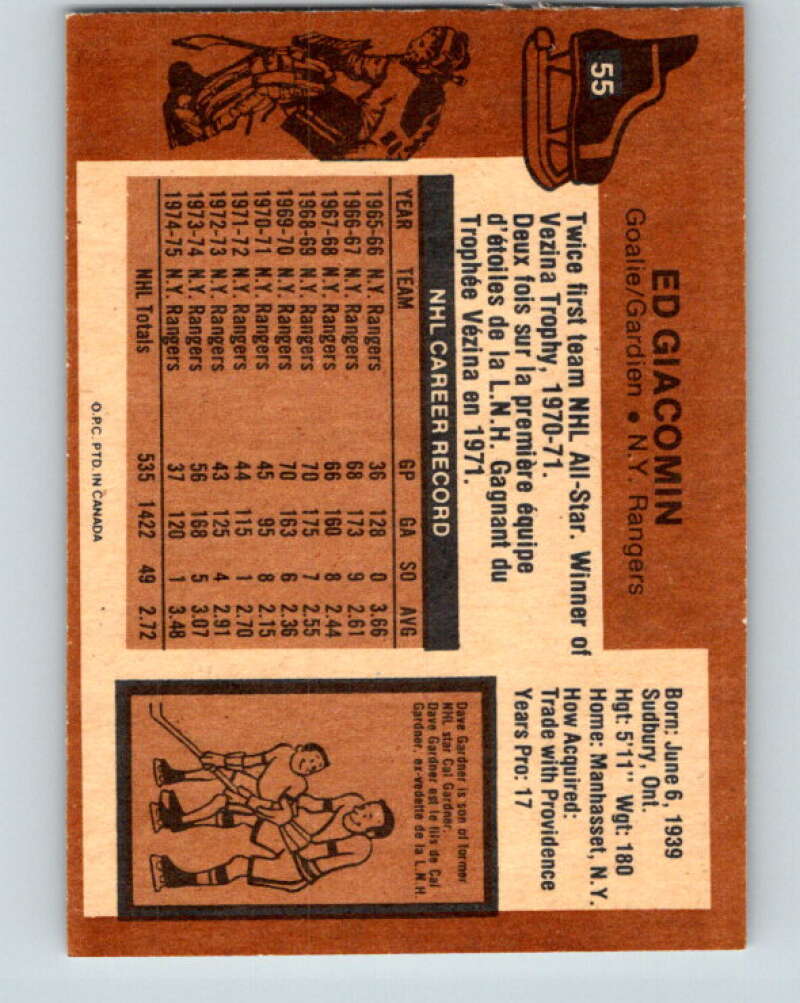 55
ED GIACOMIN
Goalie/Gardien • N.Y. Rangers
Twice first team NHL All-Star. Winner of
Vezina Trophy, 1970-71.
Deux fois sur la première équipe
d'étoiles de la L.N.H. Gagnant du
Trophée Vézina en 1971.
Born: June 6, 1939
Sudbury, Ont.
Hgt: 5'11" Wgt: 180
Home: Manhasset, N.Y.
How Acquired:
Trade with Providence
Years Pro: 17
NHL CAREER RECORD
YEAR TEAM GP GA SO AVG
1965-66 N.Y. Rangers 36 128 0 3.66
1966-67 N.Y. Rangers 68 173 9 2.61
1967-68 N.Y. Rangers 66 160 8 2.44
1968-69 N.Y. Rangers 70 175 7 2.55
1969-70 N.Y. Rangers 70 163 6 2.36
1970-71 N.Y. Rangers 45 95 8 2.15
1971-72 N.Y. Rangers 44 115 1 2.70
1972-73 N.Y. Rangers 43 125 4 2.91
1973-74 N.Y. Rangers 56 168 5 3.07
1974-75 N.Y. Rangers 37 120 1 3.48
NHL Totals 535 1422 49 2.72
Dave Gardner is son of former
NHL star Cal Gardner.
Dave Gardner est le fils de Cal
Gardner, ex-vedette de la L.N.H.
O.P.C. PTD. IN CANADA